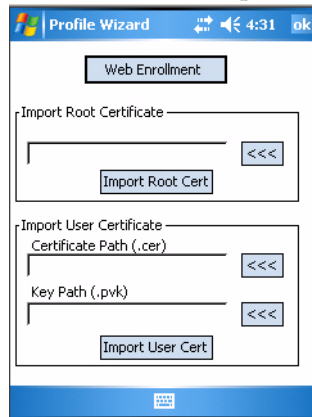 Profile Wizard 4:31 ok
Web Enrollment
Import Root Certificate
<<<
Import Root Cert
Import User Certificate
Certificate Path (.cer)
<<<
Key Path (.pvk)
<<<
Import User Cert